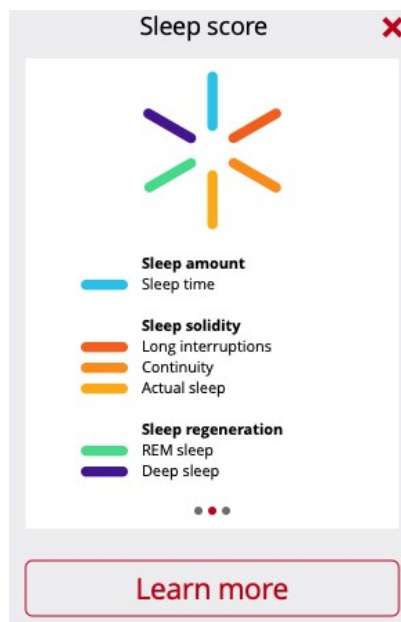 Sleep score
Sleep amount
Sleep time
Sleep solidity
Long interruptions
Continuity
Actual sleep
Sleep regeneration
REM sleep
Deep sleep
Learn more